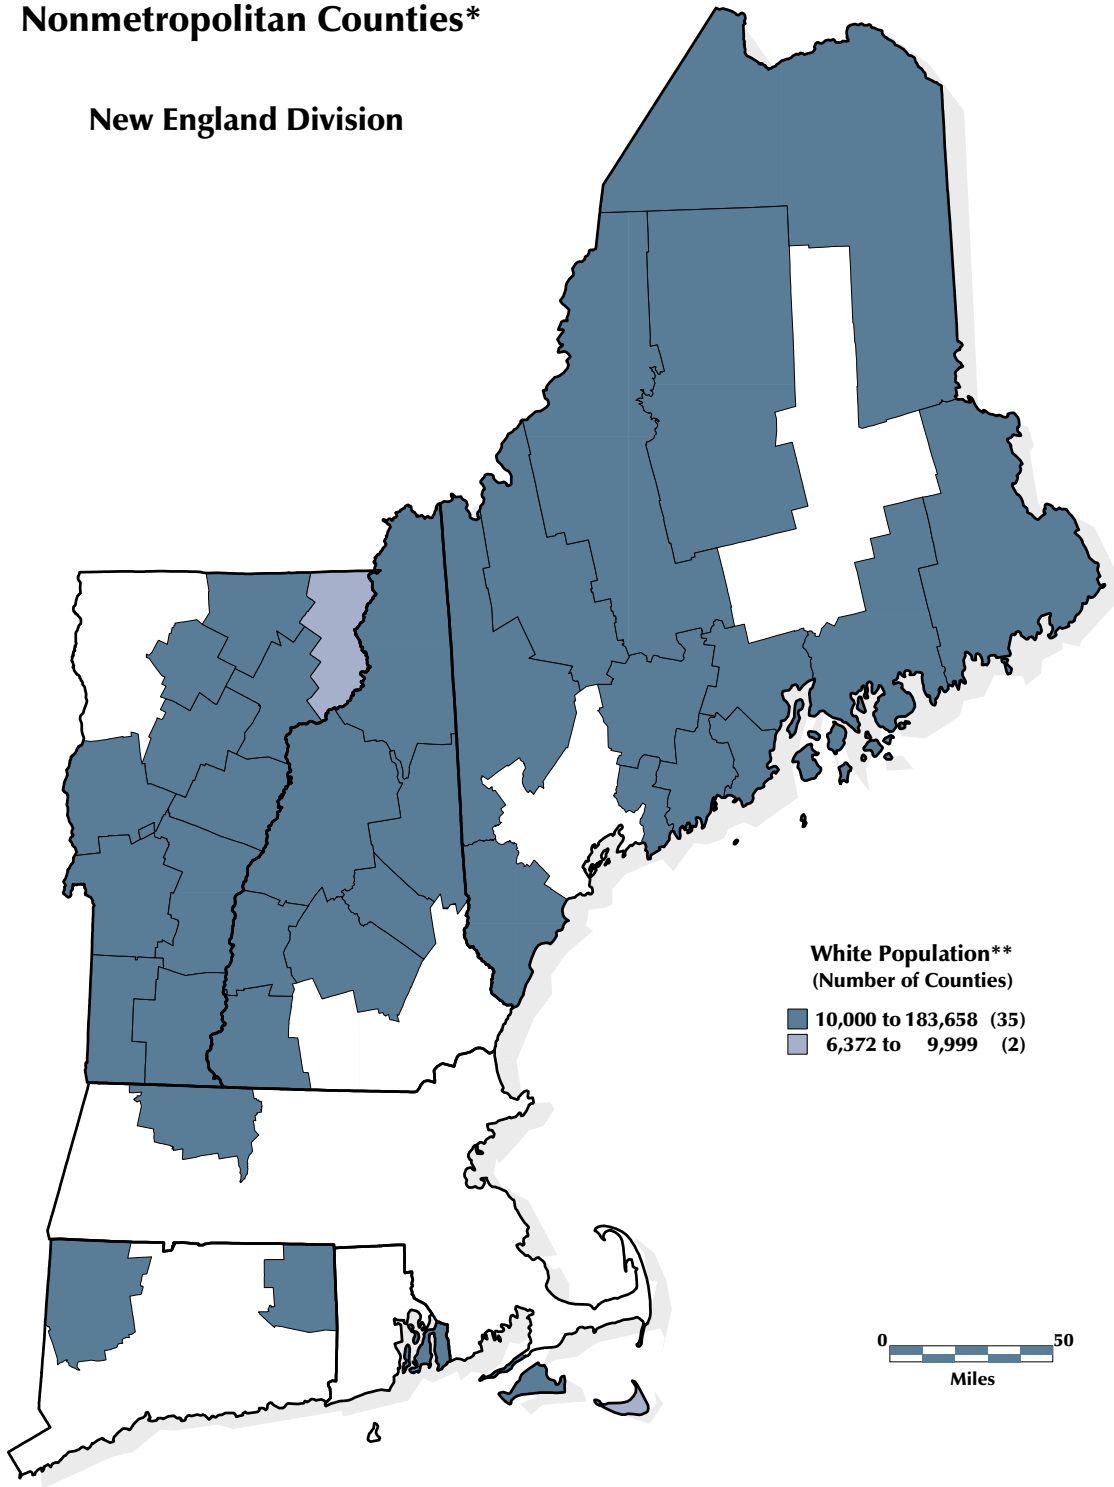 Nonmetropolitan Counties*
New England Division
White Population**
(Number of Counties)
10,000 to 183,658 (35)
6,372 to 9,999 (2)
0 50
Miles